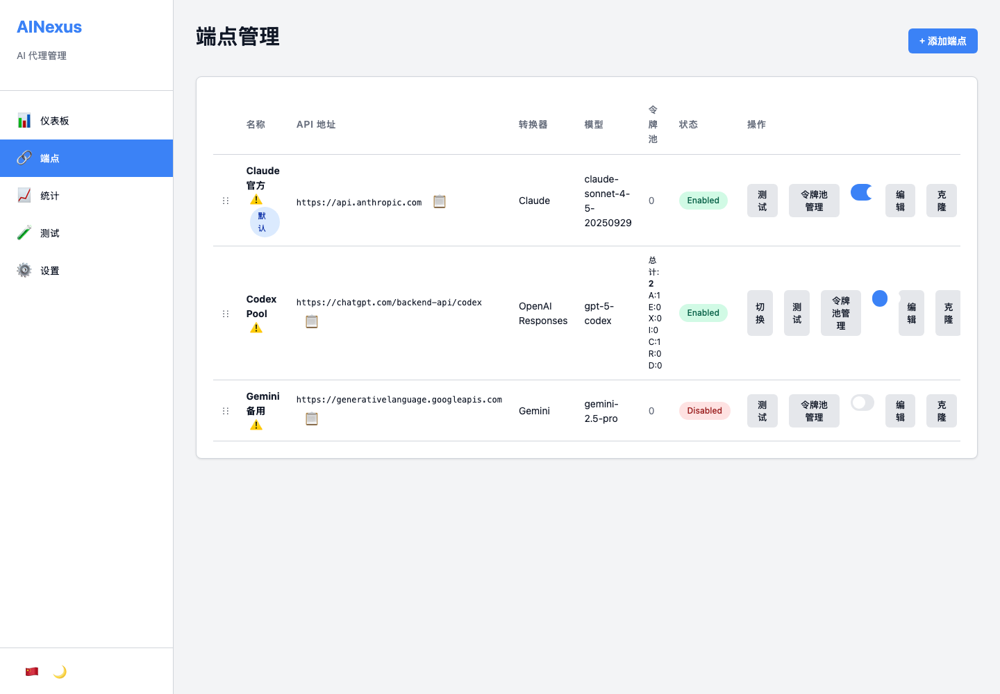 AINexus
AI 代理管理
仪表板
端点
统计
测试
设置
端点管理
+ 添加端点
名称
API 地址
转换器
模型
令
牌
池
状态
操作
Claude
官方
默
认
https://api.anthropic.com
Claude
claude-
sonnet-4-
5-
20250929
0
Enabled
测
试
令牌池
管理
编
辑
克
隆
Codex
Pool
https://chatgpt.com/backend-api/codex
OpenAI
Responses
gpt-5-
codex
总
计:
2
A:1
E:0
X:0
I:0
C:1
R:0
D:0
Enabled
切
换
测
试
令牌
池管
理
编
辑
克
隆
Gemini
备用
https://generativelanguage.googleapis.com
Gemini
gemini-
2.5-pro
0
Disabled
测
试
令牌池
管理
编
辑
克
隆